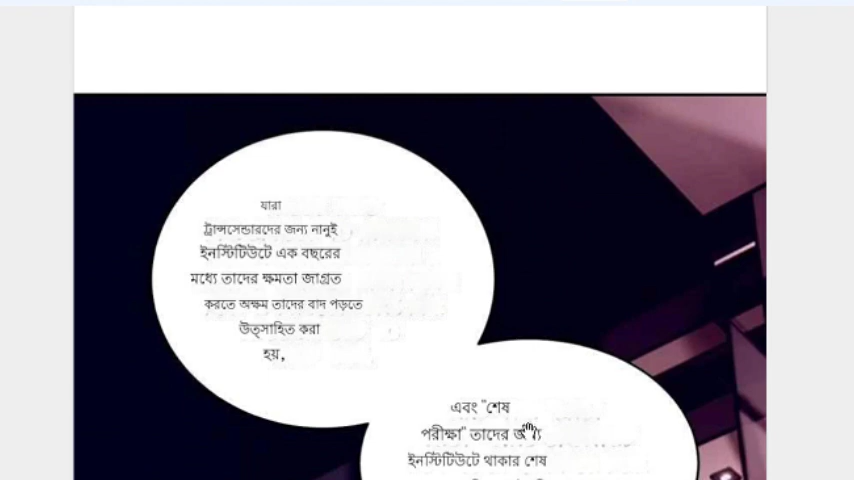 যারা
ট্রান্সসেন্ডারদের জন্য নানুই
ইনস্টিটিউটে এক বছরের
মধ্যে তাদের ক্ষমতা জাগ্রত
করতে অক্ষম তাদের বাদ পড়তে
উত্সাহিত করা
হয়,
এবং "শেষ
পরীক্ষা" তাদের জন্য
ইনস্টিটিউটে থাকার শেষ